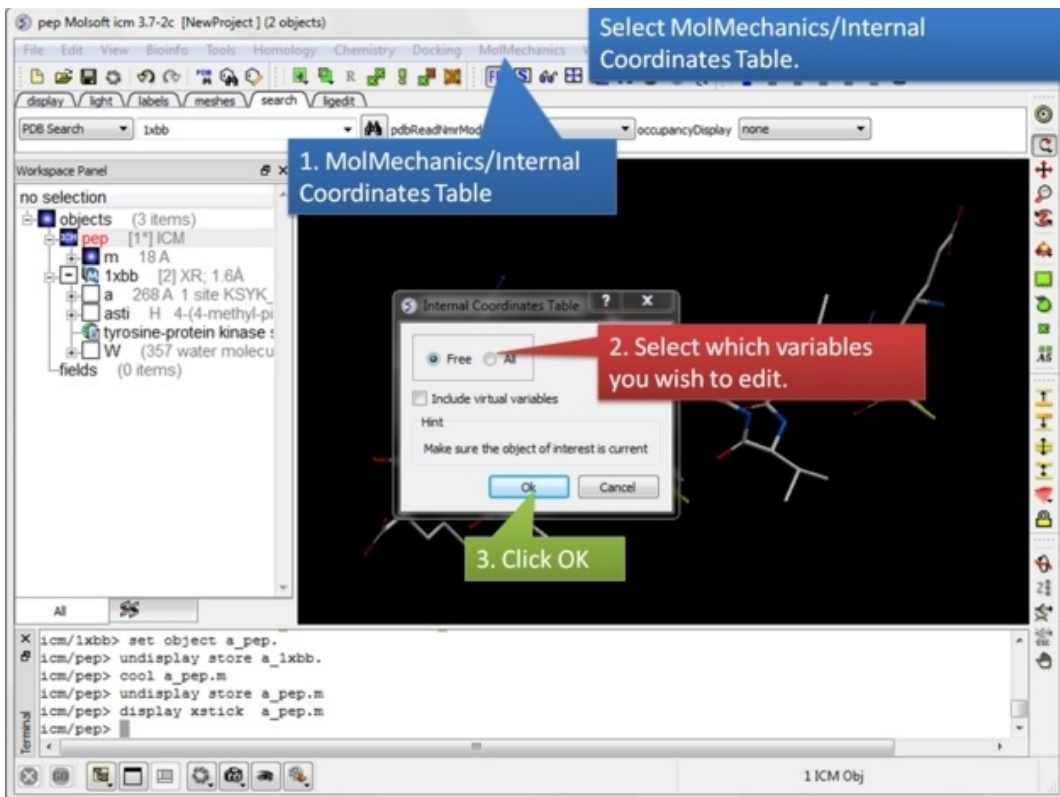 pep Molsoft icm 3.7-2c [NewProject ] (2 objects)
Select MolMechanics/Internal
Coordinates Table.
File Edit View Bioinfo Tools Homology Chemistry Docking MolMechanics
display light labels meshes search ligedit
PDB Search 1xbb pdbReadNmrMod occupancyDisplay none
1. MolMechanics/Internal
Coordinates Table
Workspace Panel
no selection
objects (3 items)
pep [1*] ICM
m 18 A
1xbb [2] XR; 1.6Å
a 268 A 1 site KSYK_
asti H 4-(4-methyl-pi
tyrosine-protein kinase
W (357 water molecu
fields (0 items)
Internal Coordinates Table ? X
Free All
2. Select which variables
you wish to edit.
Include virtual variables
Hint
Make sure the object of interest is current
Ok Cancel
3. Click OK
All
icm/1xbb> set object a_pep.
icm/pep> undisplay store a_1xbb.
icm/pep> cool a_pep.m
icm/pep> undisplay store a_pep.m
icm/pep> display xstick a_pep.m
icm/pep>
Terminal
1 ICM Obj